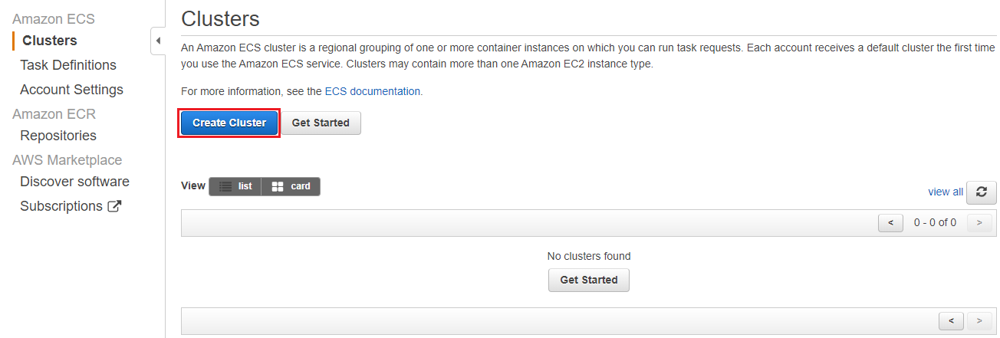 Amazon ECS
Clusters
Task Definitions
Account Settings
Amazon ECR
Repositories
AWS Marketplace
Discover software
Subscriptions
Clusters
An Amazon ECS cluster is a regional grouping of one or more container instances on which you can run task requests. Each account receives a default cluster the first time
you use the Amazon ECS service. Clusters may contain more than one Amazon EC2 instance type.
For more information, see the ECS documentation.
Create Cluster Get Started
View list card
view all
< 0 - 0 of 0 >
No clusters found
Get Started
< >